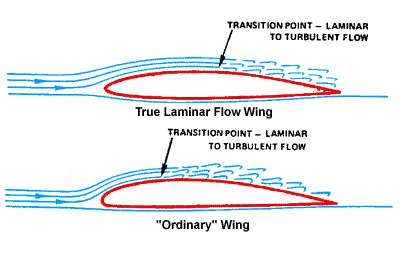 TRANSITION POINT – LAMINAR
TO TURBULENT FLOW
True Laminar Flow Wing
TRANSITION POINT – LAMINAR
TO TURBULENT FLOW
"Ordinary" Wing